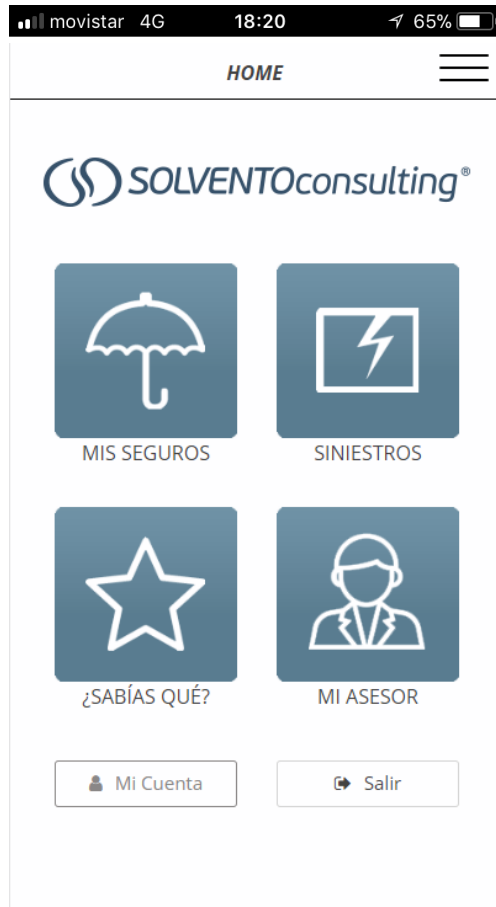 movistar 4G 18:20 65%
HOME
SOLVENTOconsulting®
MIS SEGUROS SINIESTROS
¿SABÍAS QUÉ? MI ASESOR
Mi Cuenta Salir